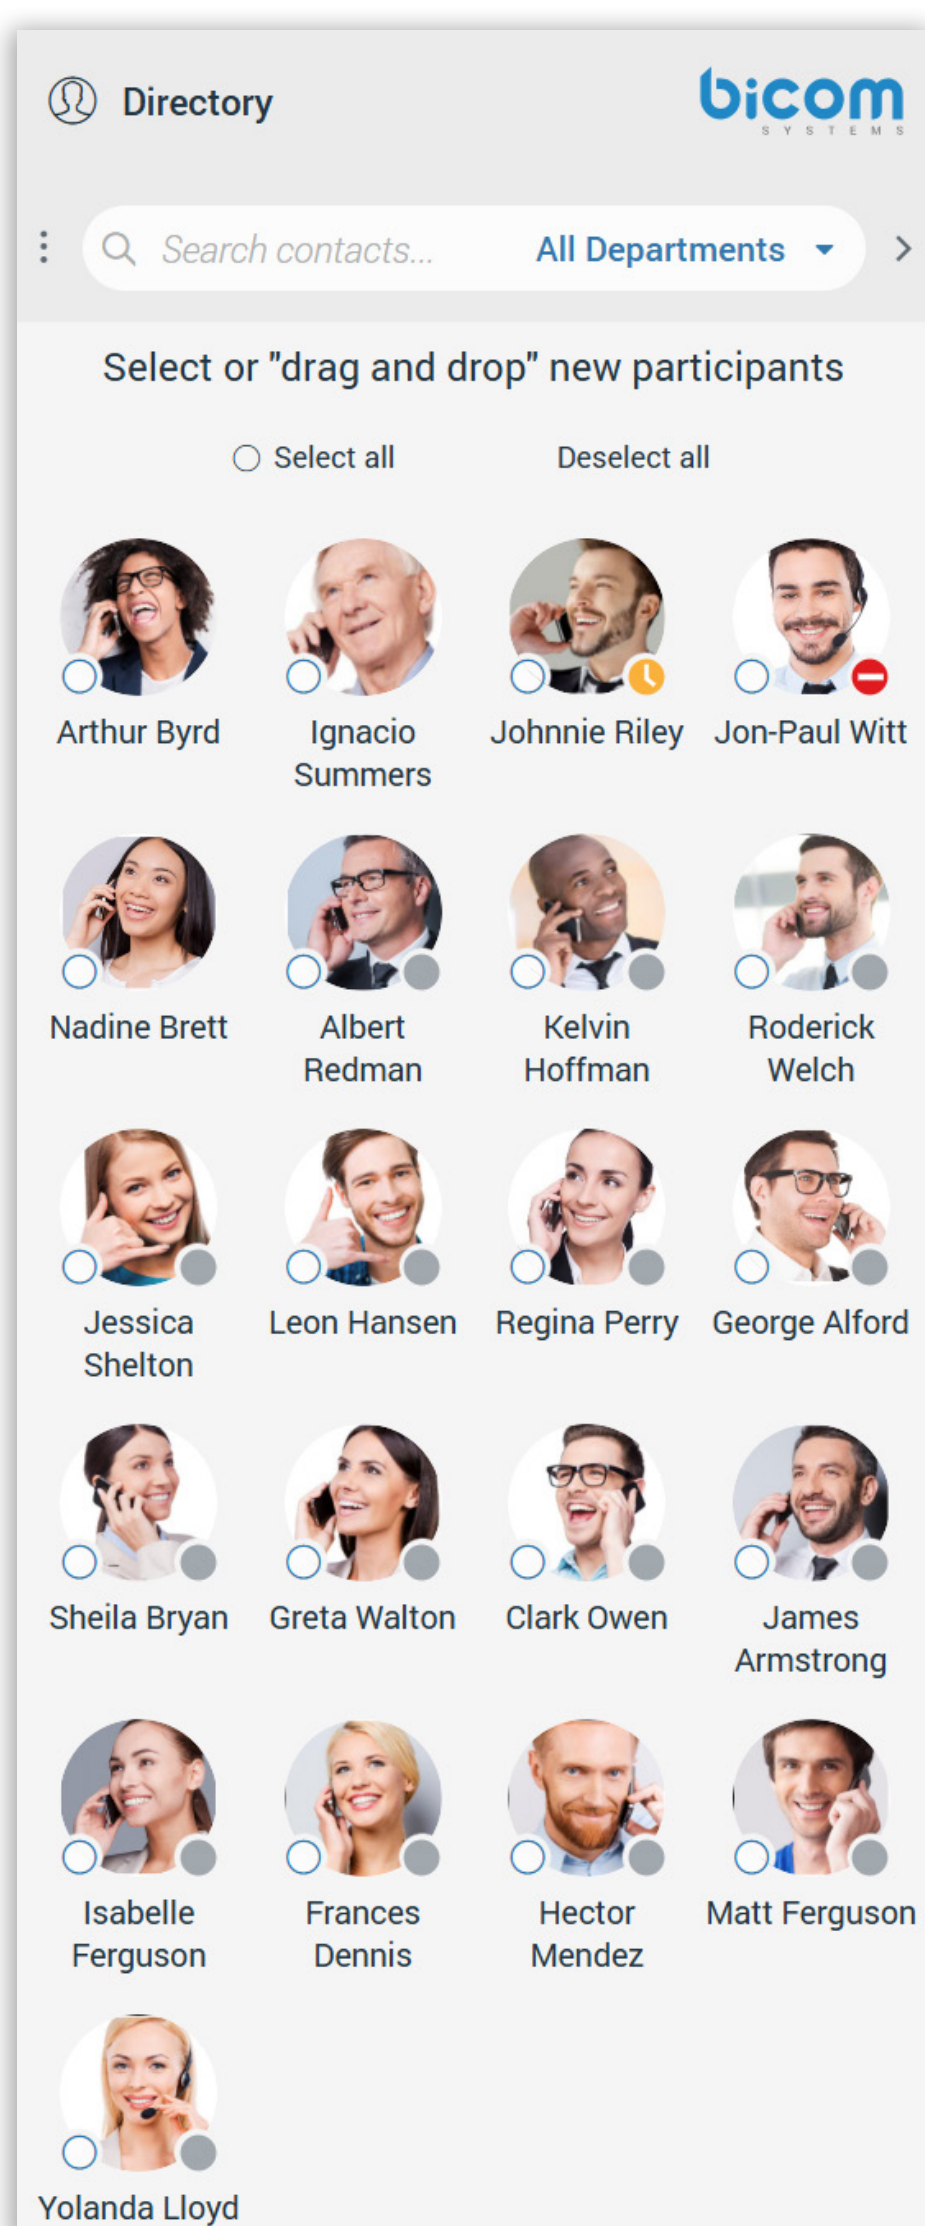 Directory
bicom
SYSTEMS
Search contacts...
All Departments
Select or "drag and drop" new participants
Select all
Deselect all
Arthur Byrd
Ignacio
Summers
Johnnie Riley
Jon-Paul Witt
Nadine Brett
Albert
Redman
Kelvin
Hoffman
Roderick
Welch
Jessica
Shelton
Leon Hansen
Regina Perry
George Alford
Sheila Bryan
Greta Walton
Clark Owen
James
Armstrong
Isabelle
Ferguson
Frances
Dennis
Hector
Mendez
Matt Ferguson
Yolanda Lloyd